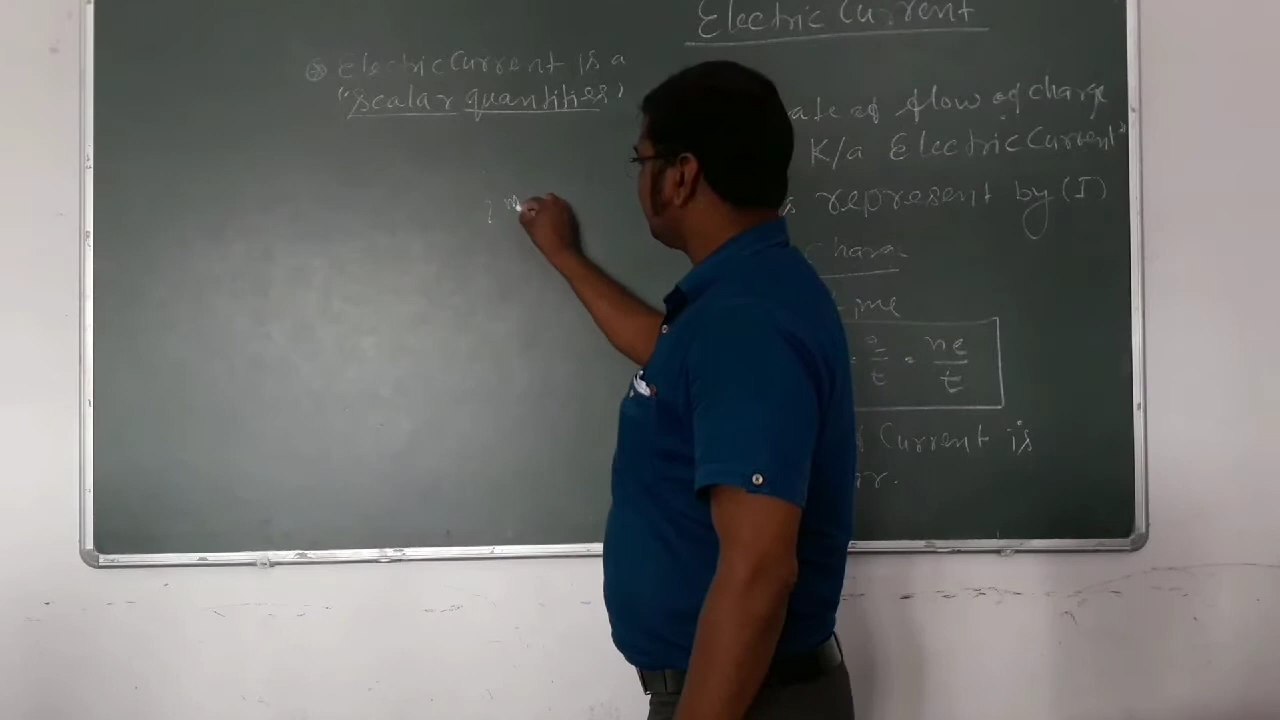 Electric Current
⊛ Electric Current is a
"Scalar quantities"
ate of flow of charge
K/a Electric Current"
represent by (I)
me
q/t = ne/t
Current is
ar.